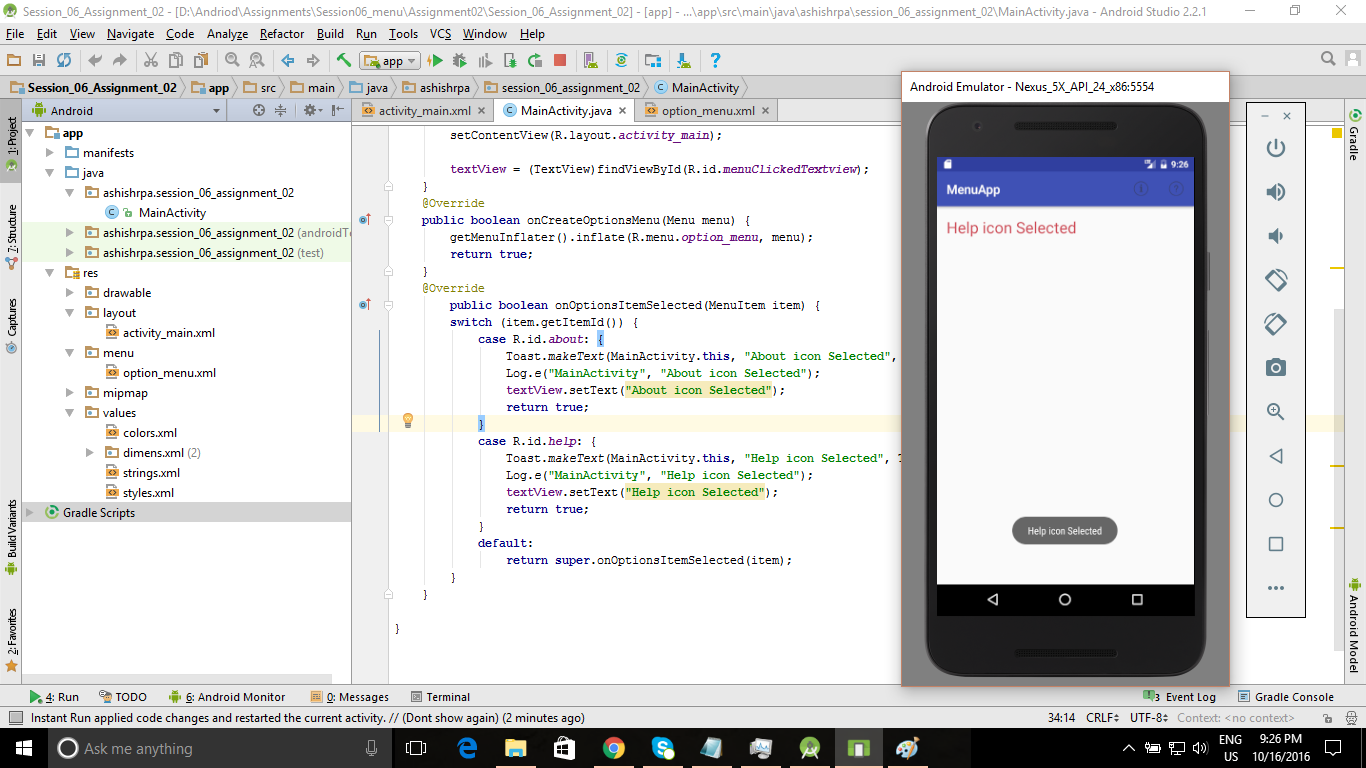 Session_06_Assignment_02 - [D:\Andriod\Assignments\Session06_menu\Assignment02\Session_06_Assignment_02] - [app] - ...\app\src\main\java\ashishrpa\session_06_assignment_02\MainActivity.java - Android Studio 2.2.1
File Edit View Navigate Code Analyze Refactor Build Run Tools VCS Window Help
app
Session_06_Assignment_02 app src main java ashishrpa session_06_assignment_02 MainActivity
Android
activity_main.xml MainActivity.java option_menu.xml
1: Project
7: Structure
Captures
Build Variants
2: Favorites
app
manifests
java
ashishrpa.session_06_assignment_02
MainActivity
ashishrpa.session_06_assignment_02 (androidTe
ashishrpa.session_06_assignment_02 (test)
res
drawable
layout
activity_main.xml
menu
option_menu.xml
mipmap
values
colors.xml
dimens.xml (2)
strings.xml
styles.xml
Gradle Scripts
setContentView(R.layout.activity_main);
textView = (TextView)findViewById(R.id.menuClickedTextview);
}
@Override
public boolean onCreateOptionsMenu(Menu menu) {
getMenuInflater().inflate(R.menu.option_menu, menu);
return true;
}
@Override
public boolean onOptionsItemSelected(MenuItem item) {
switch (item.getItemId()) {
case R.id.about: {
Toast.makeText(MainActivity.this, "About icon Selected",
Log.e("MainActivity", "About icon Selected");
textView.setText("About icon Selected");
return true;
}
case R.id.help: {
Toast.makeText(MainActivity.this, "Help icon Selected", T
Log.e("MainActivity", "Help icon Selected");
textView.setText("Help icon Selected");
return true;
}
default:
return super.onOptionsItemSelected(item);
}
}
}
Android Emulator - Nexus_5X_API_24_x86:5554
9:26
MenuApp
Help icon Selected
Help icon Selected
Gradle
Android Model
4: Run TODO 6: Android Monitor 0: Messages Terminal
3 Event Log Gradle Console
Instant Run applied code changes and restarted the current activity. // (Dont show again) (2 minutes ago)
34:14 CRLF UTF-8 Context: <no context>
Ask me anything
ENG
US
9:26 PM
10/16/2016